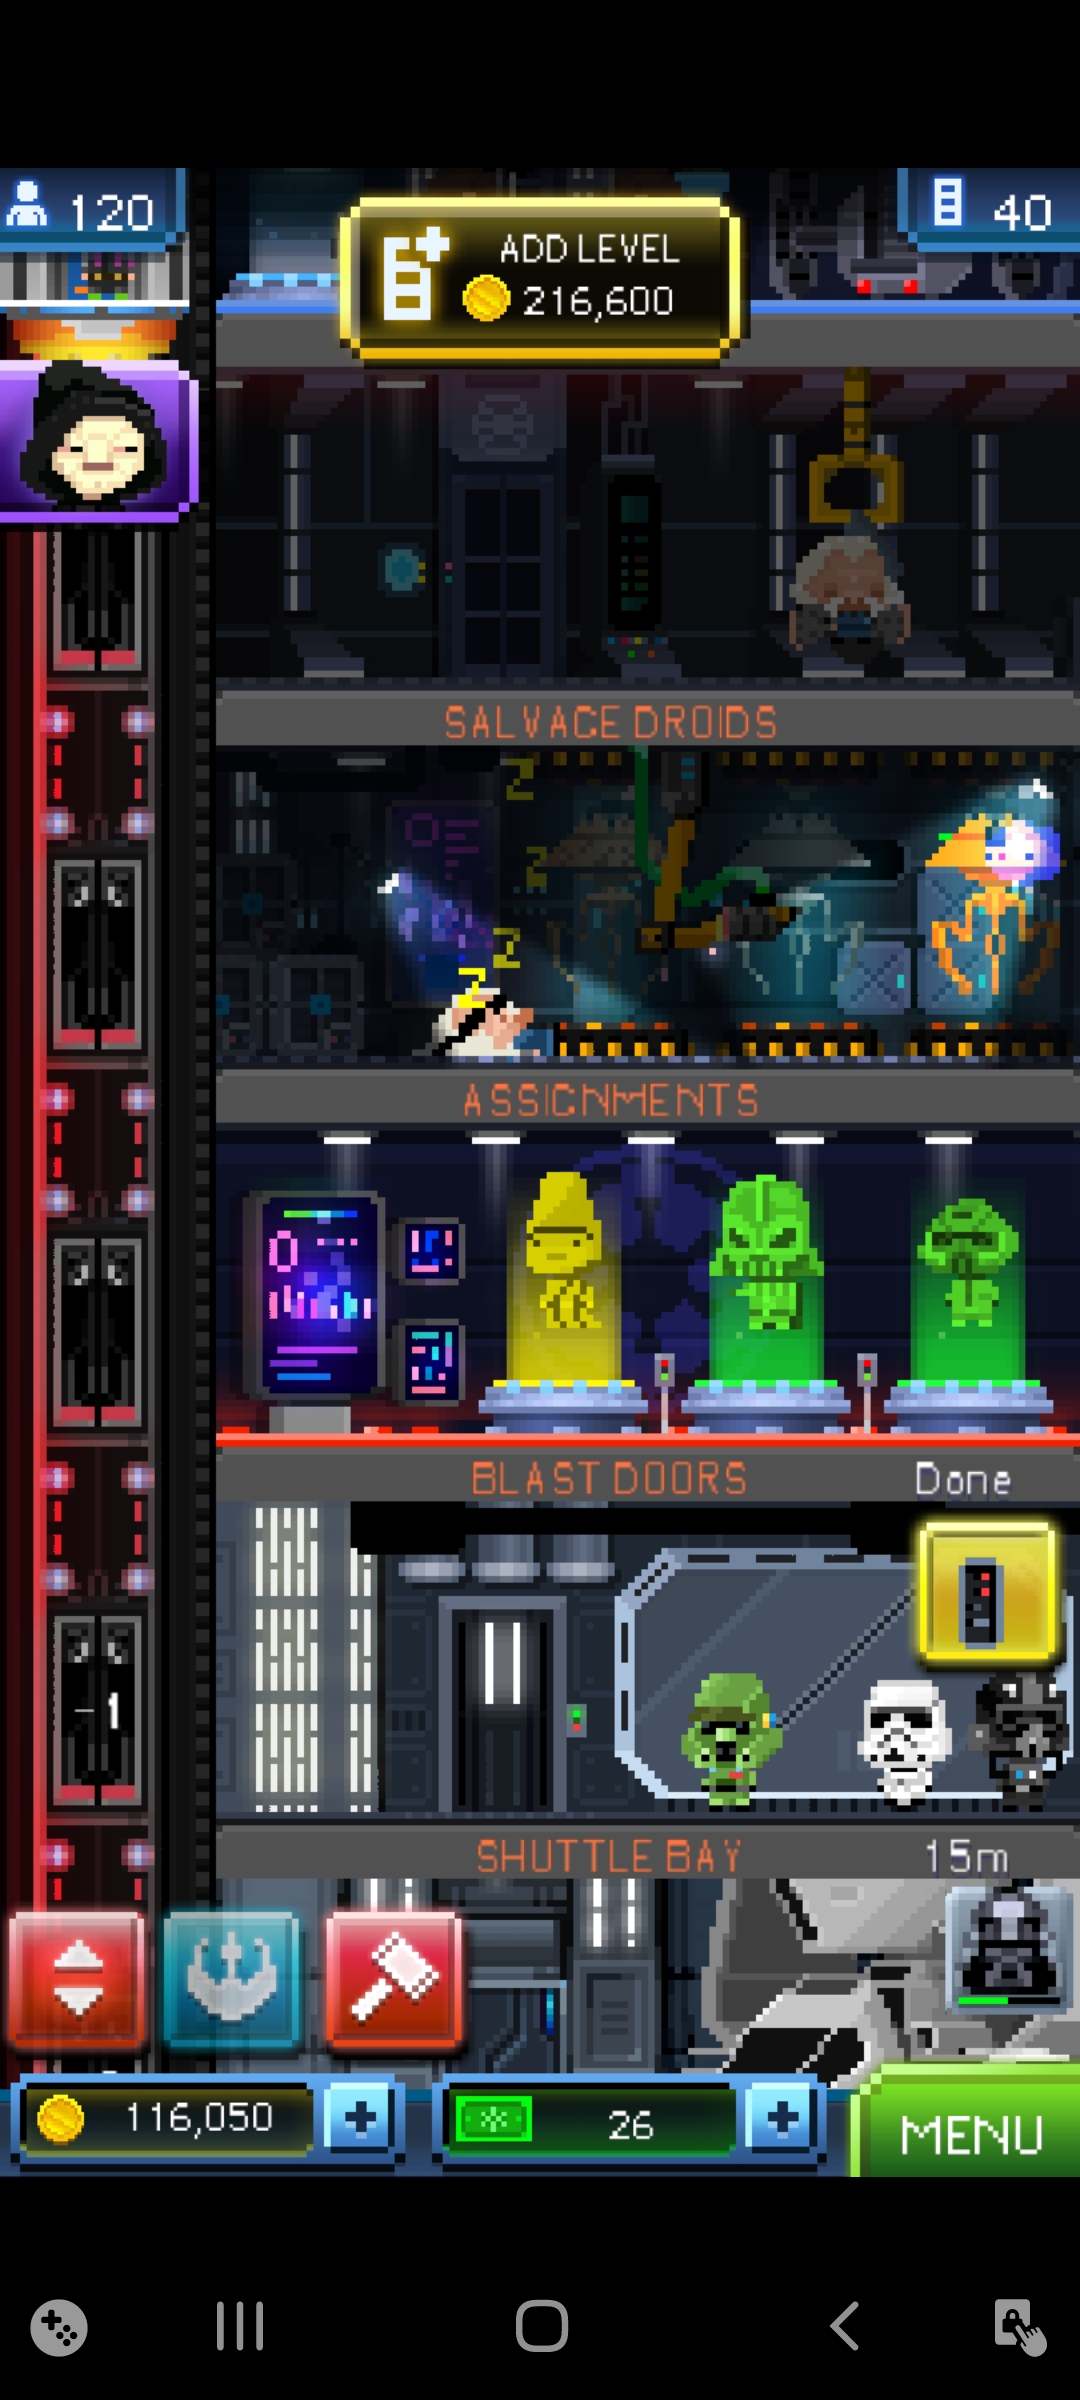 120
ADD LEVEL
216,600
40
SALVAGE DROIDS
Z
Z
Z
Z
ASSIGNMENTS
BLAST DOORS
Done
-1
SHUTTLE BAY
15m
116,050
26
MENU